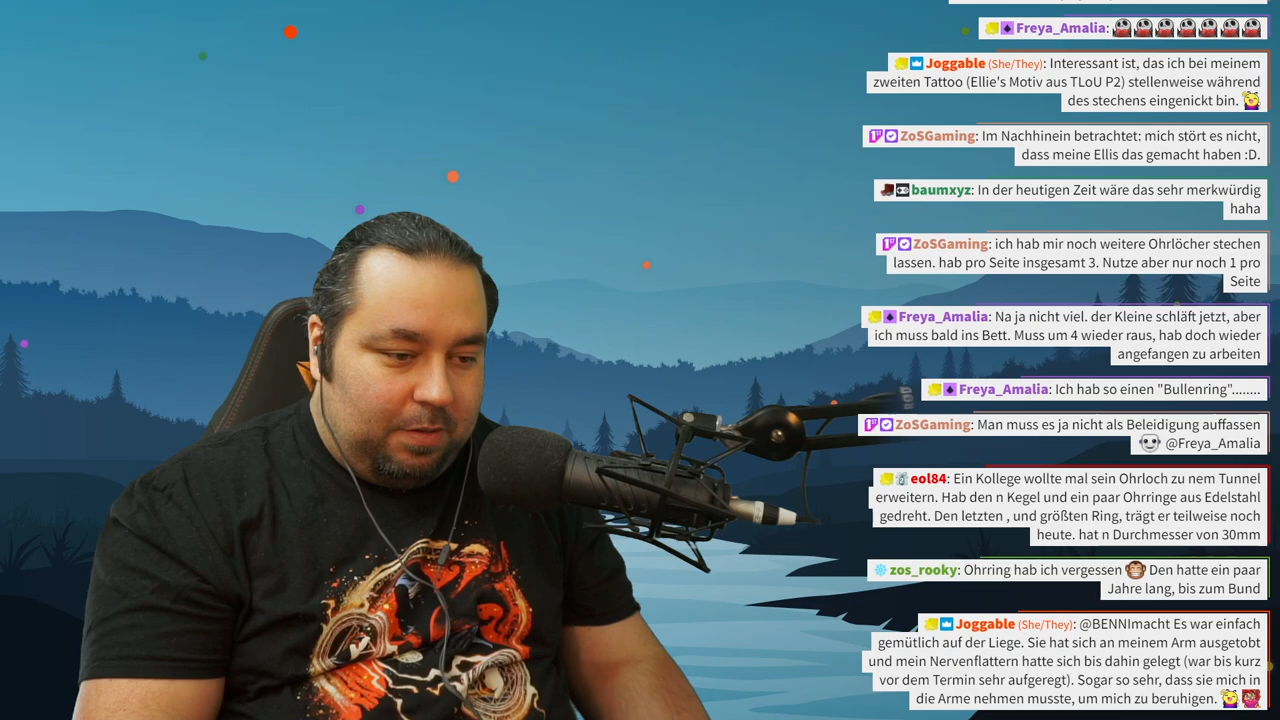 Freya_Amalia:
Joggable (She/They): Interessant ist, das ich bei meinem
zweiten Tattoo (Ellie's Motiv aus TLoU P2) stellenweise während
des stechens eingenickt bin.
ZoSGaming: Im Nachhinein betrachtet: mich stört es nicht,
dass meine Ellis das gemacht haben :D.
baumxyz: In der heutigen Zeit wäre das sehr merkwürdig
haha
ZoSGaming: ich hab mir noch weitere Ohrlöcher stechen
lassen. hab pro Seite insgesamt 3. Nutze aber nur noch 1 pro
Seite
Freya_Amalia: Na ja nicht viel. der Kleine schläft jetzt, aber
ich muss bald ins Bett. Muss um 4 wieder raus, hab doch wieder
angefangen zu arbeiten
Freya_Amalia: Ich hab so einen "Bullenring"........
ZoSGaming: Man muss es ja nicht als Beleidigung auffassen
@Freya_Amalia
eol84: Ein Kollege wollte mal sein Ohrloch zu nem Tunnel
erweitern. Hab den n Kegel und ein paar Ohrringe aus Edelstahl
gedreht. Den letzten , und größten Ring, trägt er teilweise noch
heute. hat n Durchmesser von 30mm
zos_rooky: Ohrring hab ich vergessen Den hatte ein paar
Jahre lang, bis zum Bund
Joggable (She/They): @BENNImacht Es war einfach
gemütlich auf der Liege. Sie hat sich an meinem Arm ausgetobt
und mein Nervenflattern hatte sich bis dahin gelegt (war bis kurz
vor dem Termin sehr aufgeregt). Sogar so sehr, dass sie mich in
die Arme nehmen musste, um mich zu beruhigen.